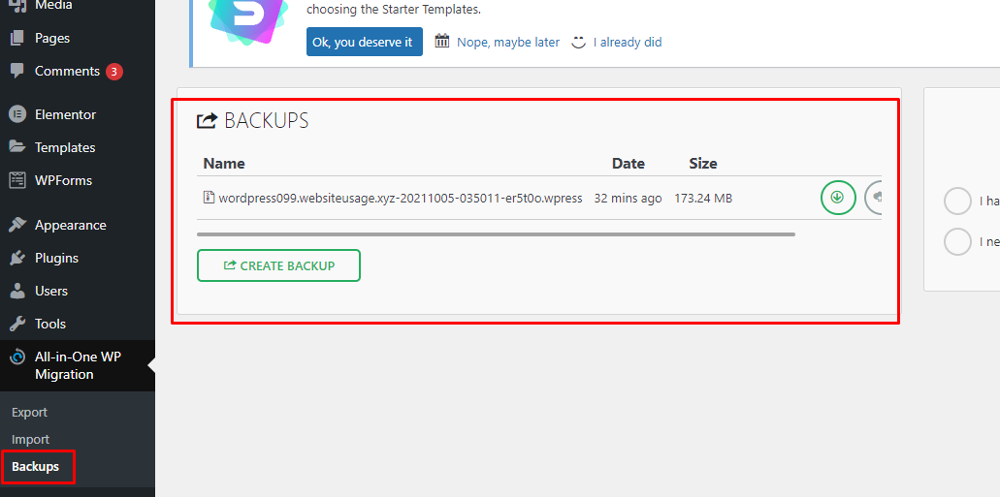 Media
Pages
Comments 3
Elementor
Templates
WPForms
Appearance
Plugins
Users
Tools
All-in-One WP
Migration
Export
Import
Backups
choosing the Starter Templates.
Ok, you deserve it Nope, maybe later I already did
BACKUPS
Name Date Size
wordpress099.websiteusage.xyz-20211005-035011-er5t0o.wpress 32 mins ago 173.24 MB
CREATE BACKUP
I ha
I ne